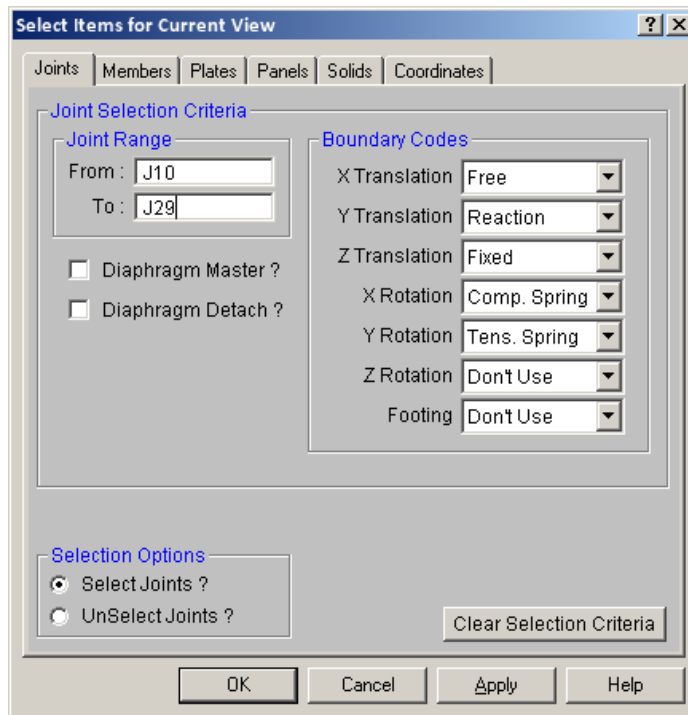 Select Items for Current View
? ×
Joints Members Plates Panels Solids Coordinates
Joint Selection Criteria
Joint Range
From : J10
To : J29
Diaphragm Master ?
Diaphragm Detach ?
Boundary Codes
X Translation Free
Y Translation Reaction
Z Translation Fixed
X Rotation Comp. Spring
Y Rotation Tens. Spring
Z Rotation Don't Use
Footing Don't Use
Selection Options
Select Joints ?
UnSelect Joints ?
Clear Selection Criteria
OK Cancel Apply Help